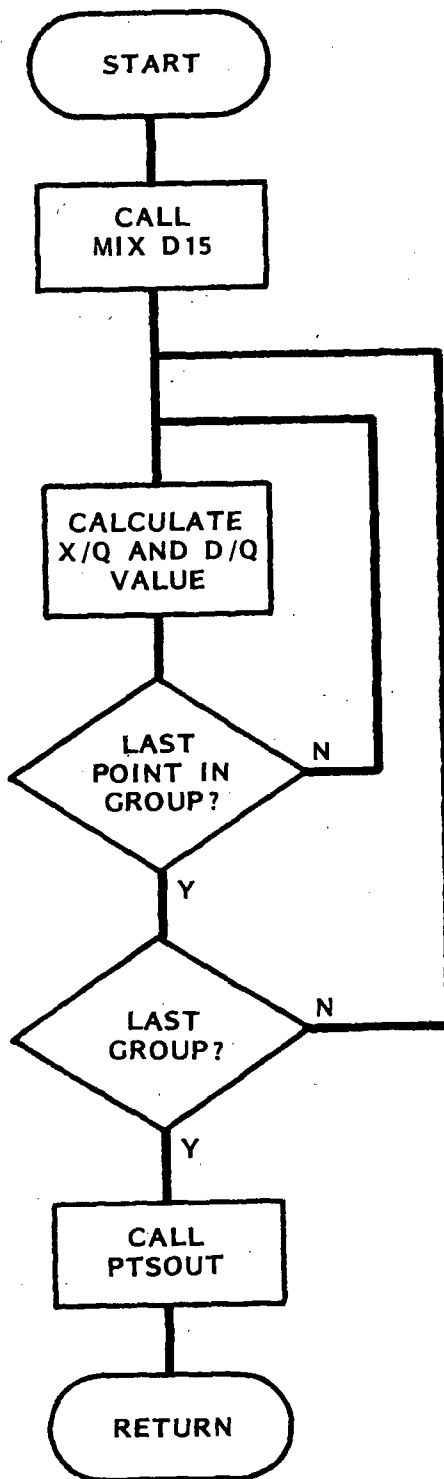 START
CALL
MIX D15
CALCULATE
X/Q AND D/Q
VALUE
LAST
POINT IN
GROUP?
N
Y
LAST
GROUP?
N
Y
CALL
PTSOUT
RETURN